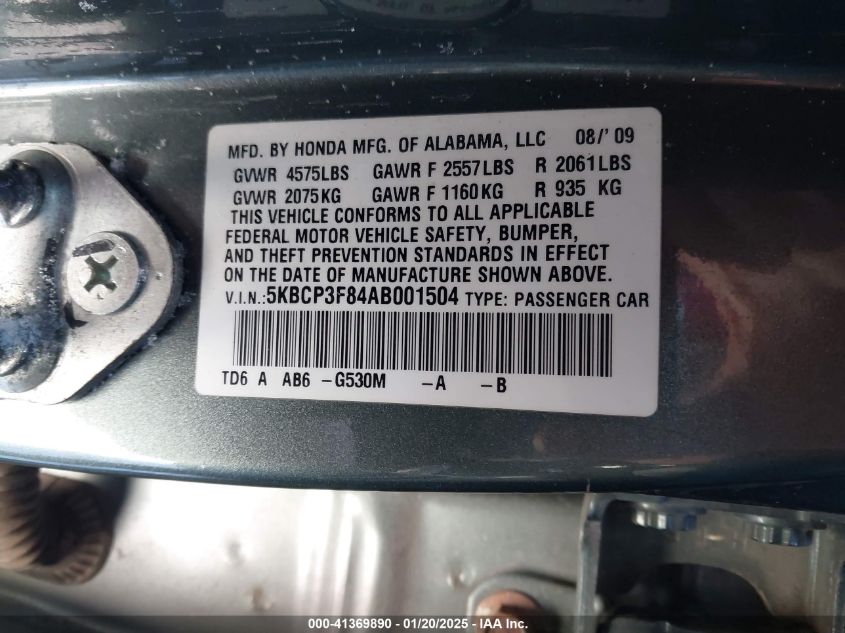 MFD. BY HONDA MFG. OF ALABAMA, LLC 08/'09
GVWR 4575LBS GAWR F 2557LBS R 2061LBS
GVWR 2075KG GAWR F 1160KG R 935 KG
THIS VEHICLE CONFORMS TO ALL APPLICABLE
FEDERAL MOTOR VEHICLE SAFETY, BUMPER,
AND THEFT PREVENTION STANDARDS IN EFFECT
ON THE DATE OF MANUFACTURE SHOWN ABOVE.
V.I.N.:5KBCP3F84AB001504 TYPE: PASSENGER CAR
TD6 A AB6 -G530M -A -B
000-41369890 - 01/20/2025 - IAA Inc.